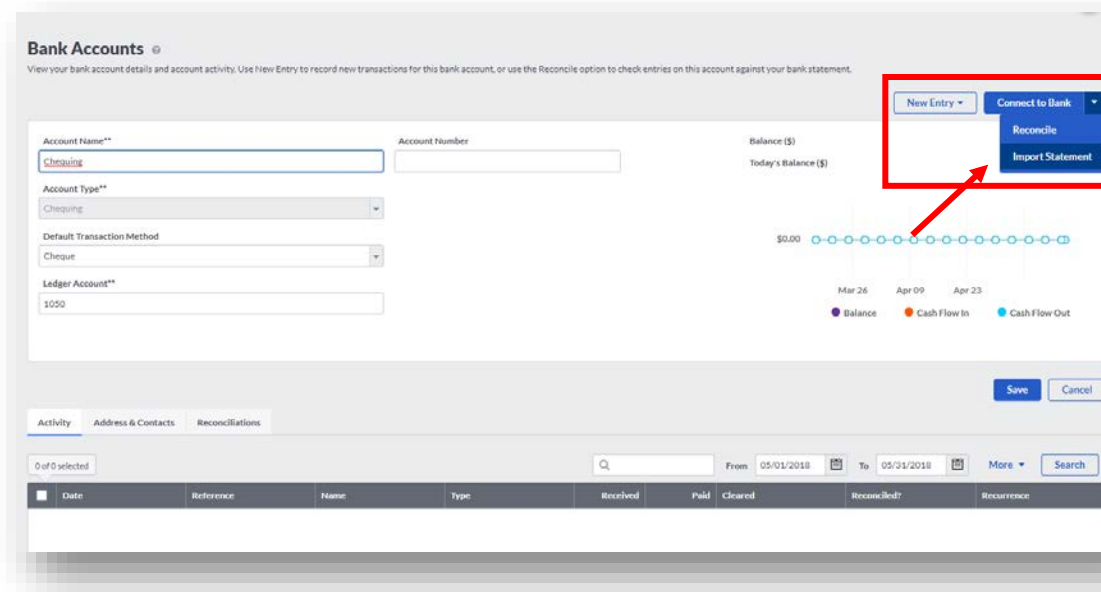 Bank Accounts
View your bank account details and account activity. Use New Entry to record new transactions for this bank account, or use the Reconcile option to check entries on this account against your bank statement.
New Entry Connect to Bank
Reconcile
Import Statement
Account Name** Account Number Balance ($)
Chequing Today's Balance ($)
Account Type**
Chequing
Default Transaction Method
Cheque
$0.00
Ledger Account**
1050
Mar 26 Apr 09 Apr 23
Balance Cash Flow In Cash Flow Out
Save Cancel
Activity Address & Contacts Reconciliations
0 of 0 selected From 05/01/2018 To 05/31/2018 More Search
Date Reference Name Type Received Paid Cleared Reconciled? Recurrence